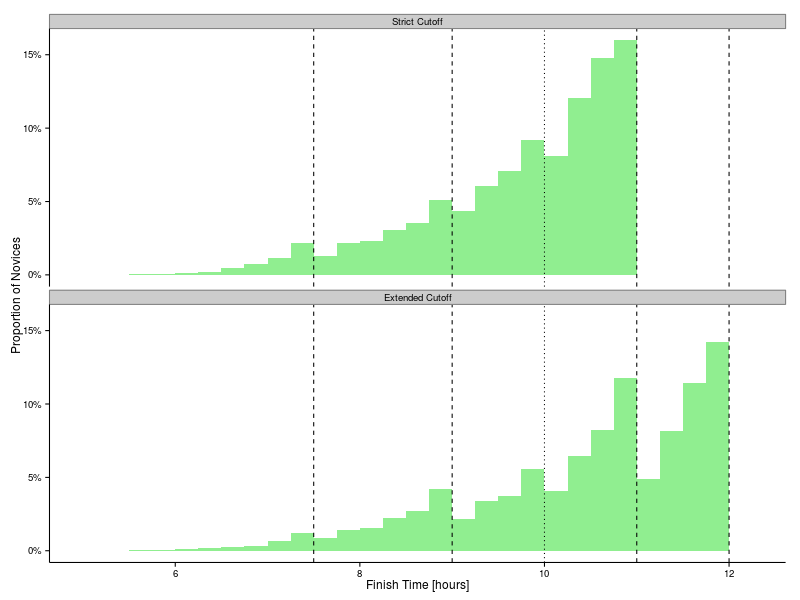 Strict Cutoff
15%
10%
5%
0%
Proportion of Novices
Extended Cutoff
15%
10%
5%
0%
6 8 10 12
Finish Time [hours]